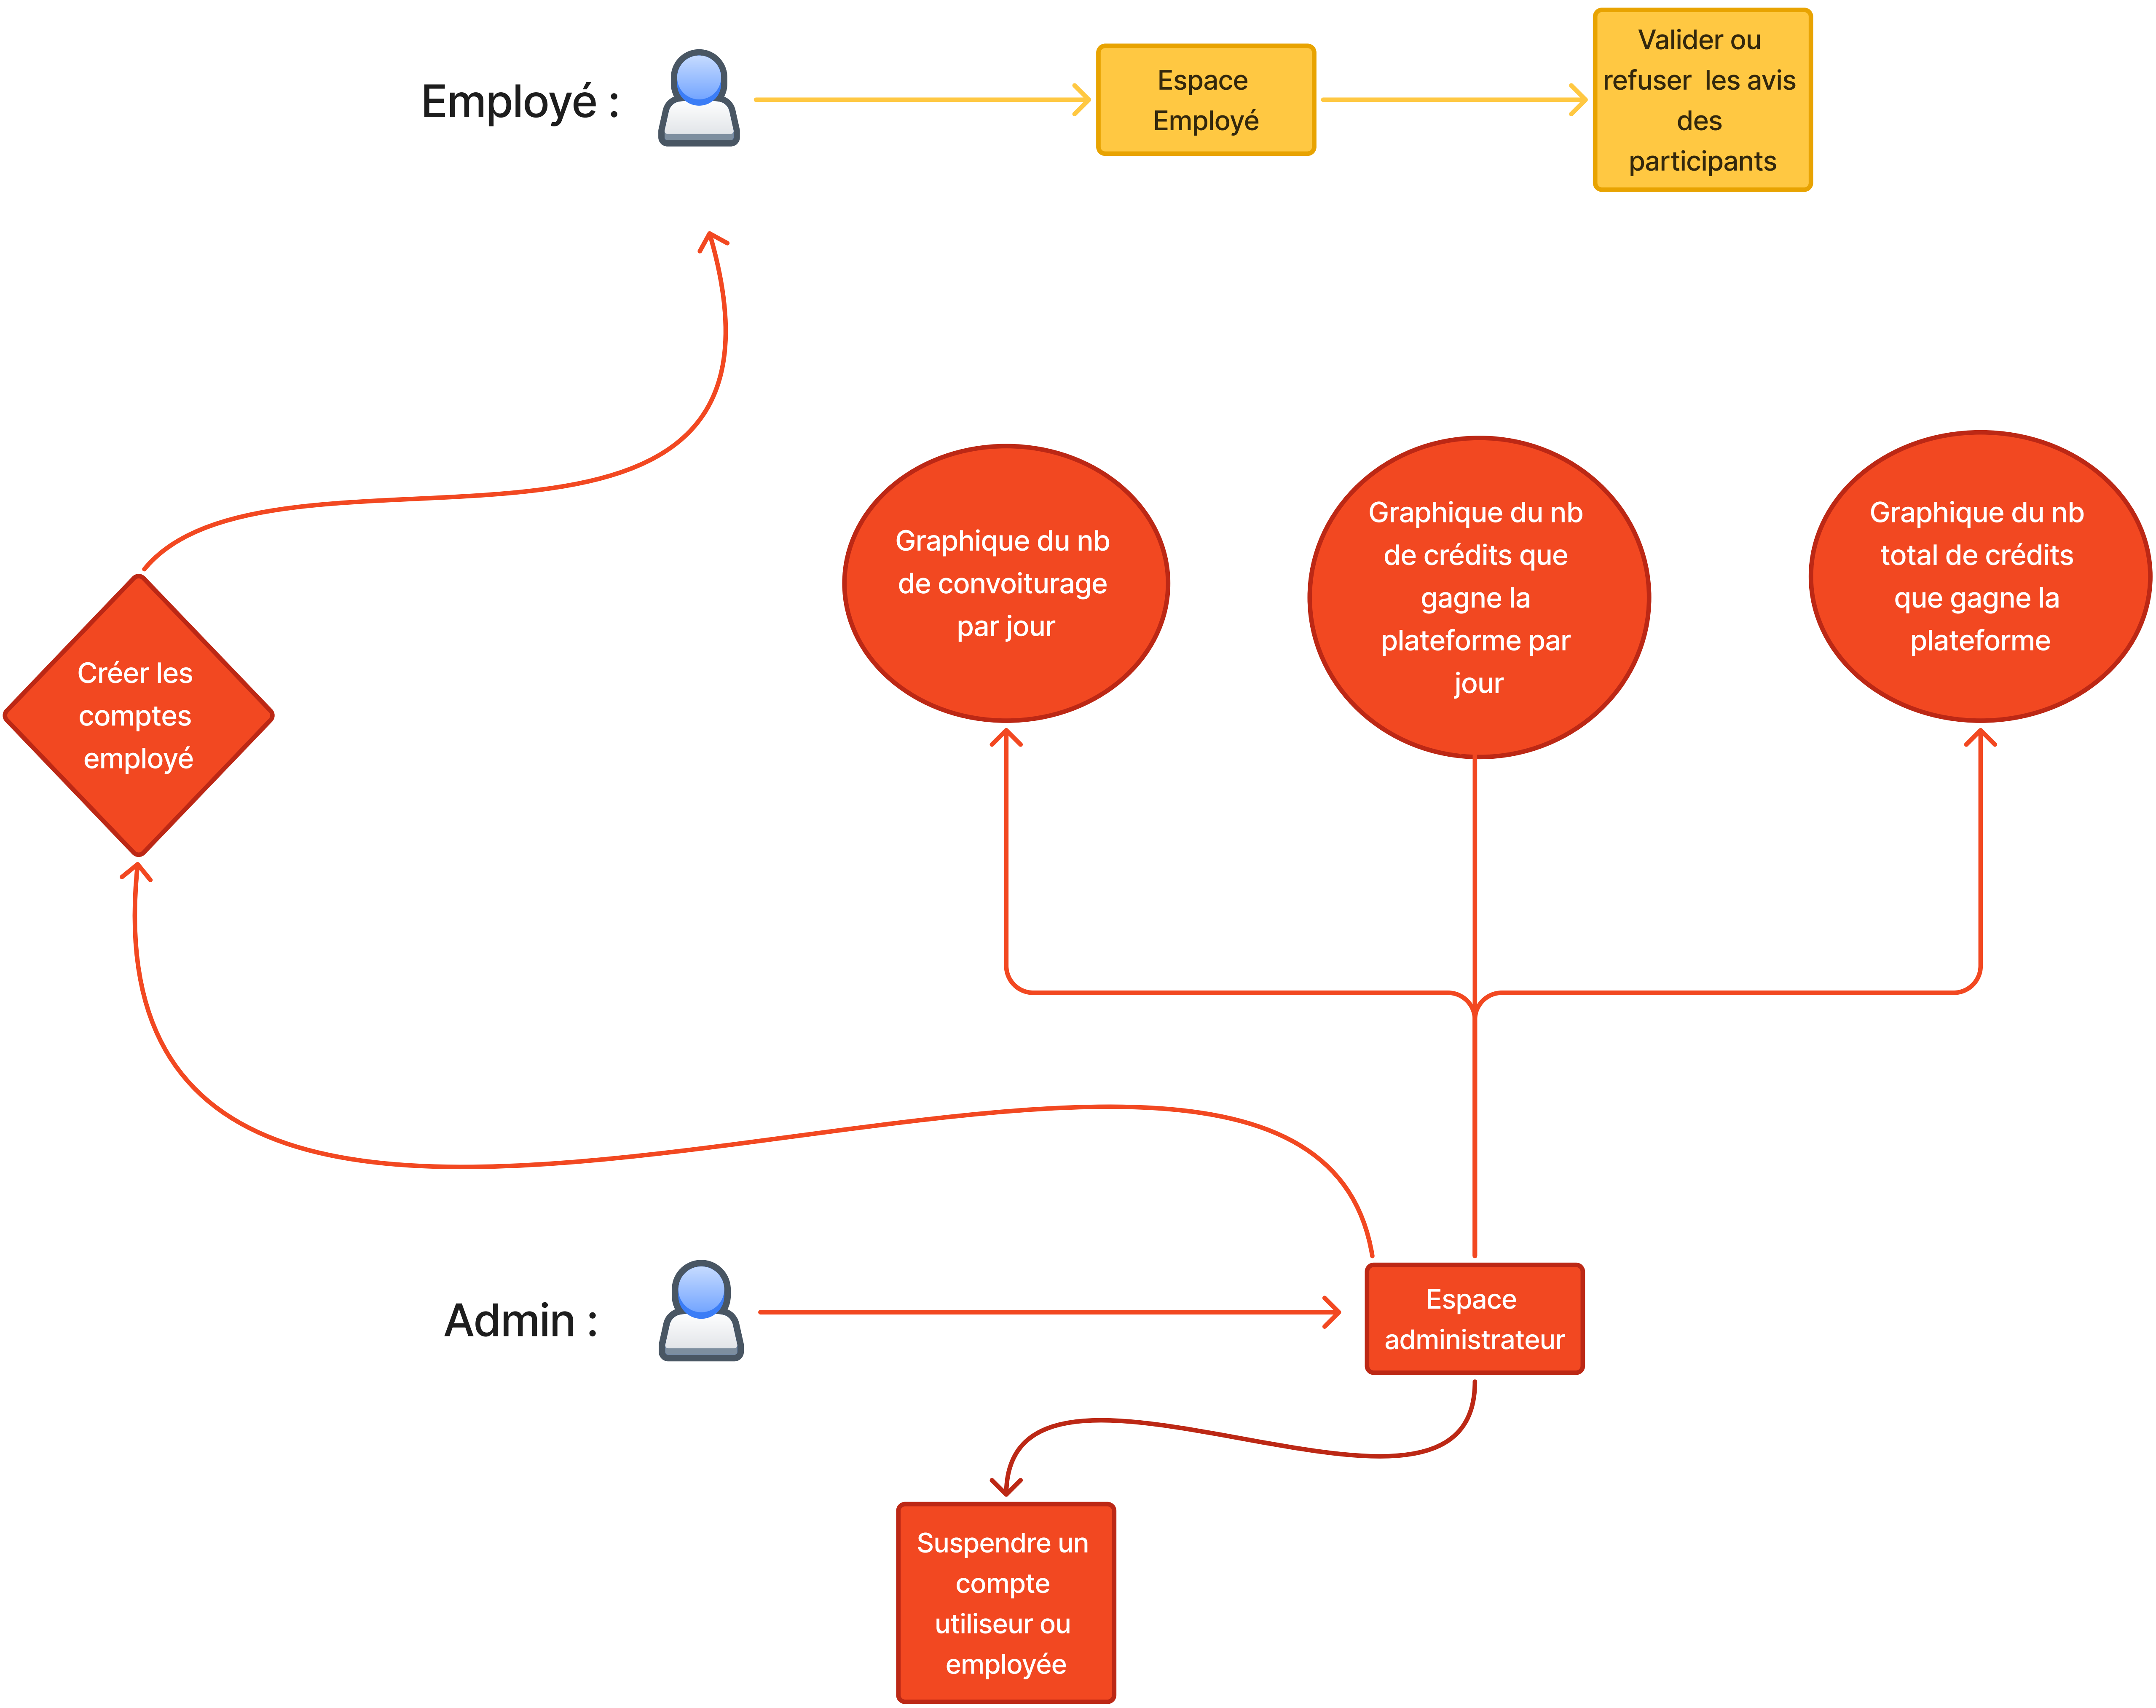 Employé :
Espace
Employé
Valider ou
refuser  les avis
des
participants
Graphique du nb
de convoiturage
par jour
Graphique du nb
de crédits que
gagne la
plateforme par
jour
Graphique du nb
total de crédits
que gagne la
plateforme
Créer les
comptes
employé
Admin :
Espace
administrateur
Suspendre un
compte
utiliseur ou
employée